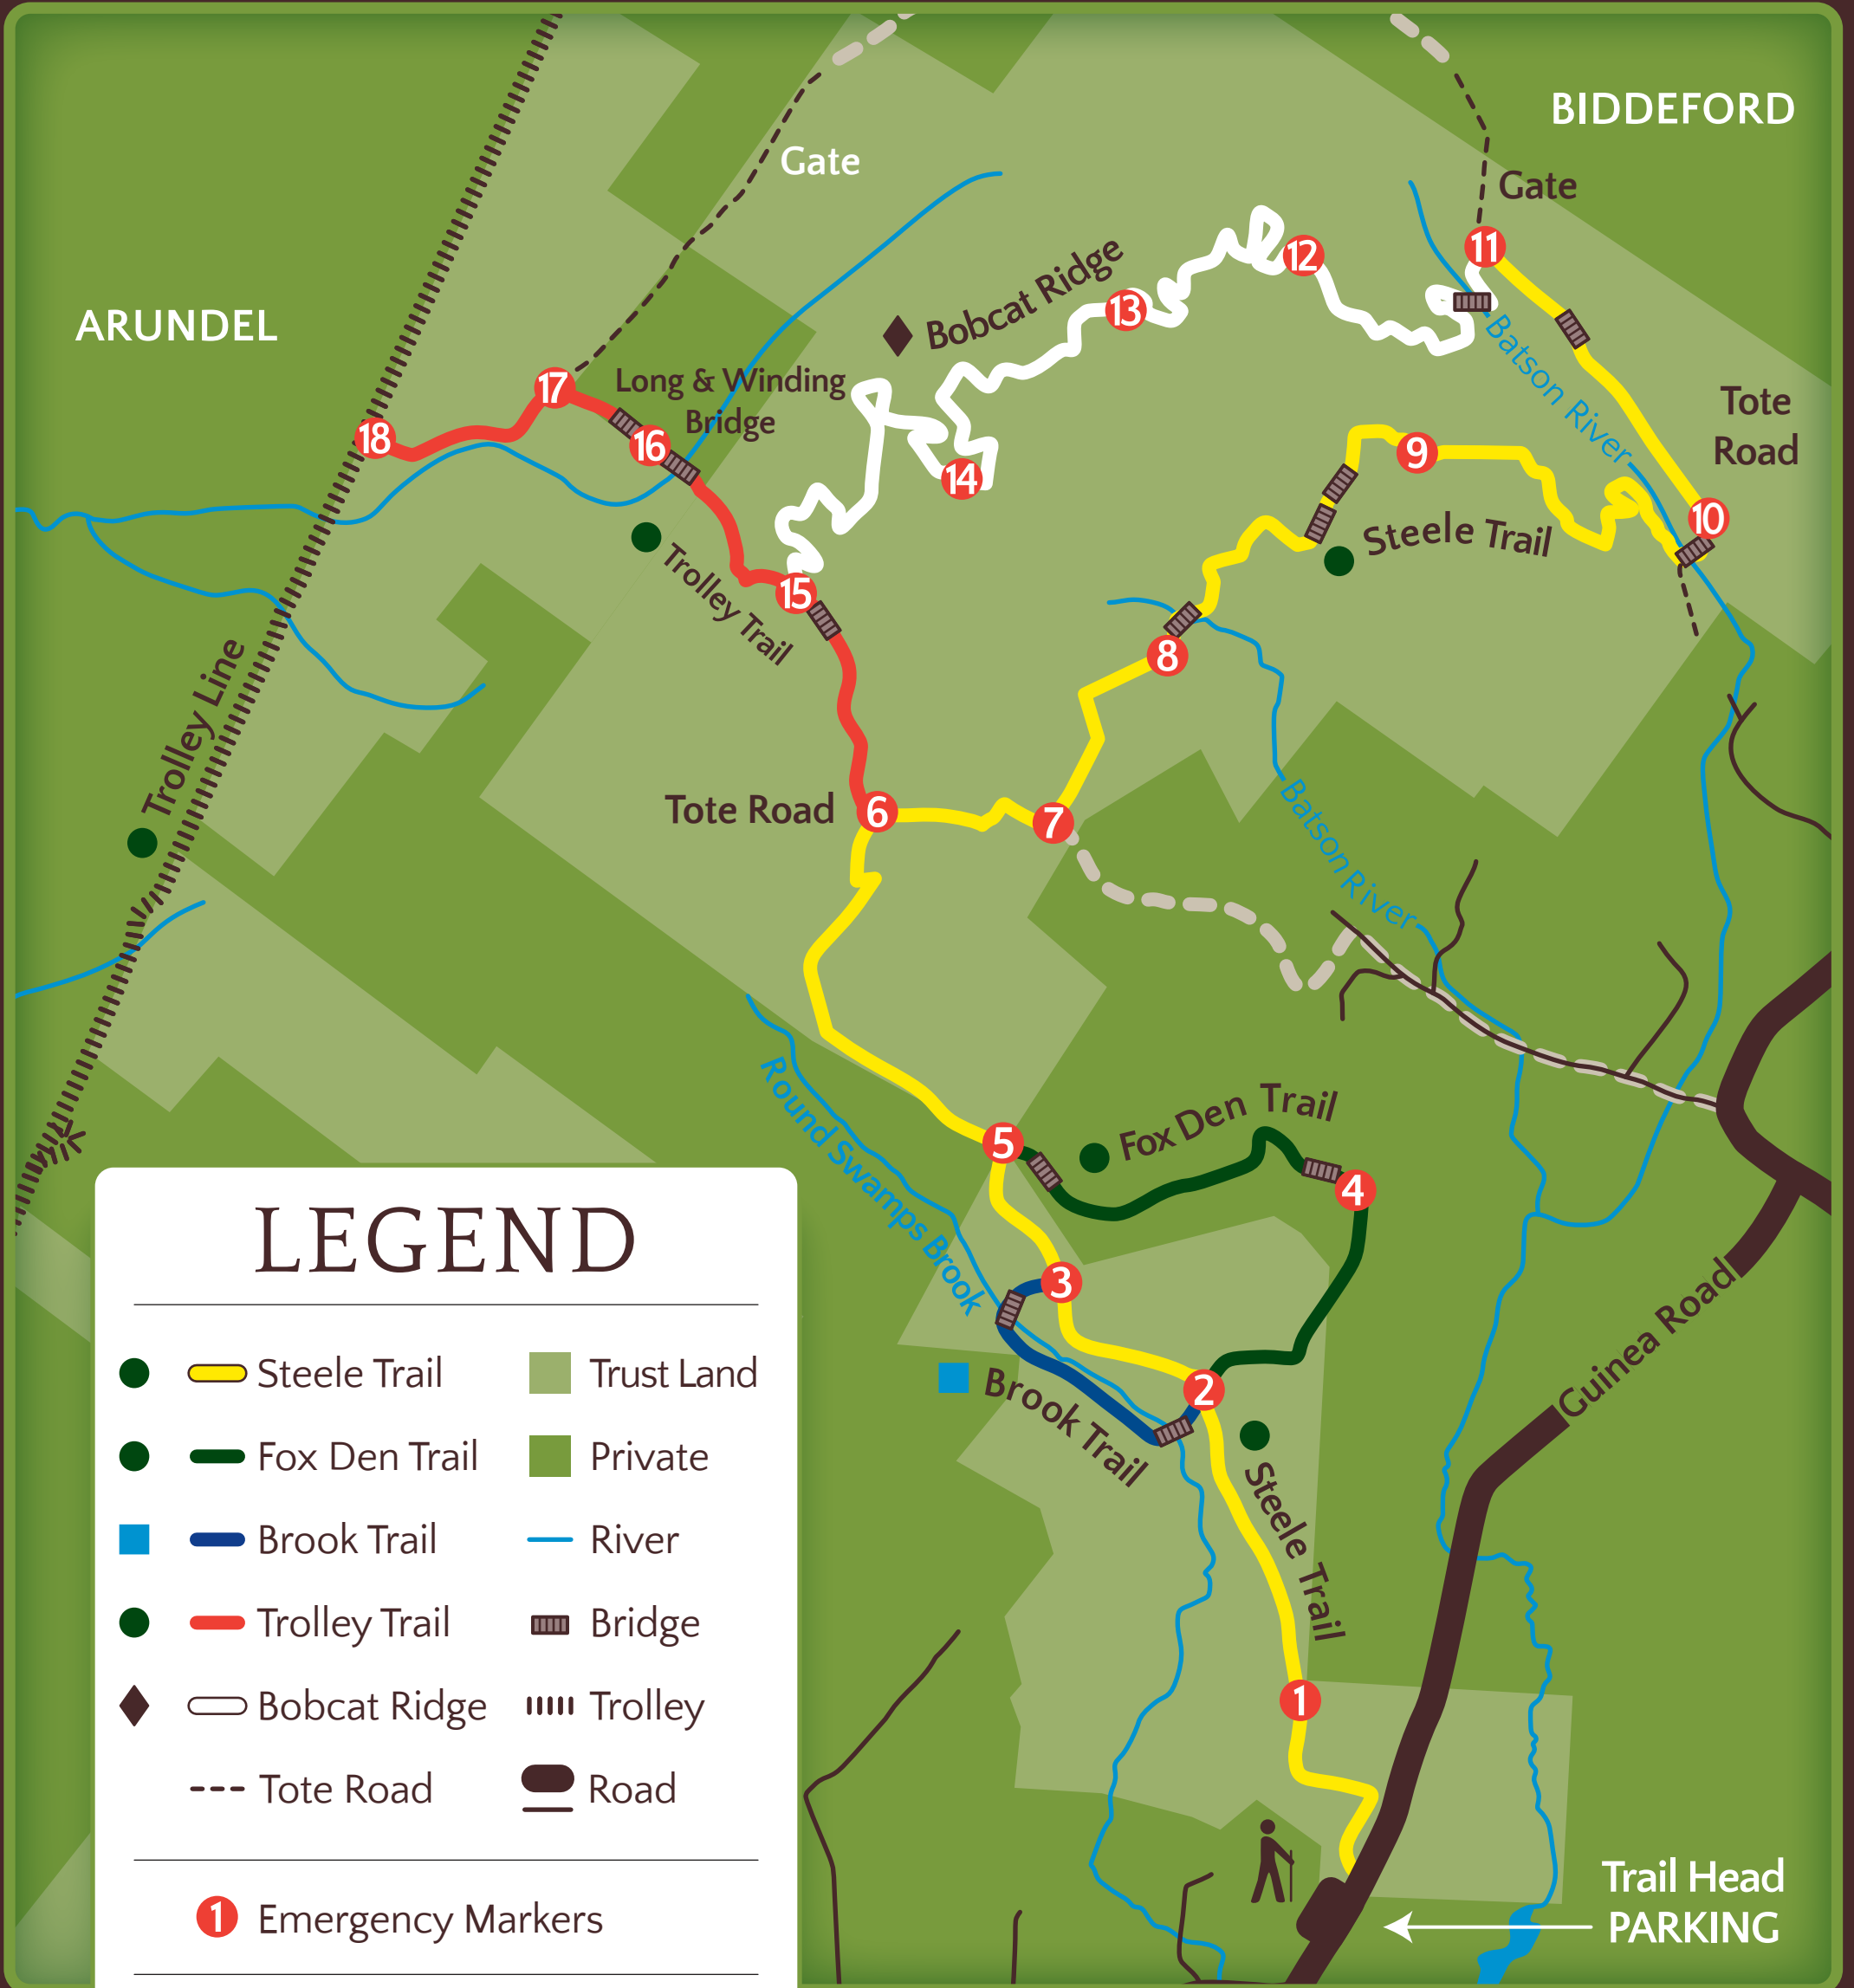 BIDDEFORD
Gate
Gate
11
12
Bobcat Ridge
13
ARUNDEL
Batson River
17
Long & Winding
Bridge
Tote
Road
18
16
9
14
10
Steele Trail
15
Trolley Trail
8
Trolley Line
Tote Road
6
7
Batson River
Round Swamps Brook
Fox Den Trail
5
4
3
Guinea Road
2
Brook Trail
Steele Trail
1
Trail Head
PARKING
LEGEND
Steele Trail
Trust Land
Fox Den Trail
Private
Brook Trail
River
Trolley Trail
Bridge
Bobcat Ridge
Trolley
Tote Road
Road
1 Emergency Markers